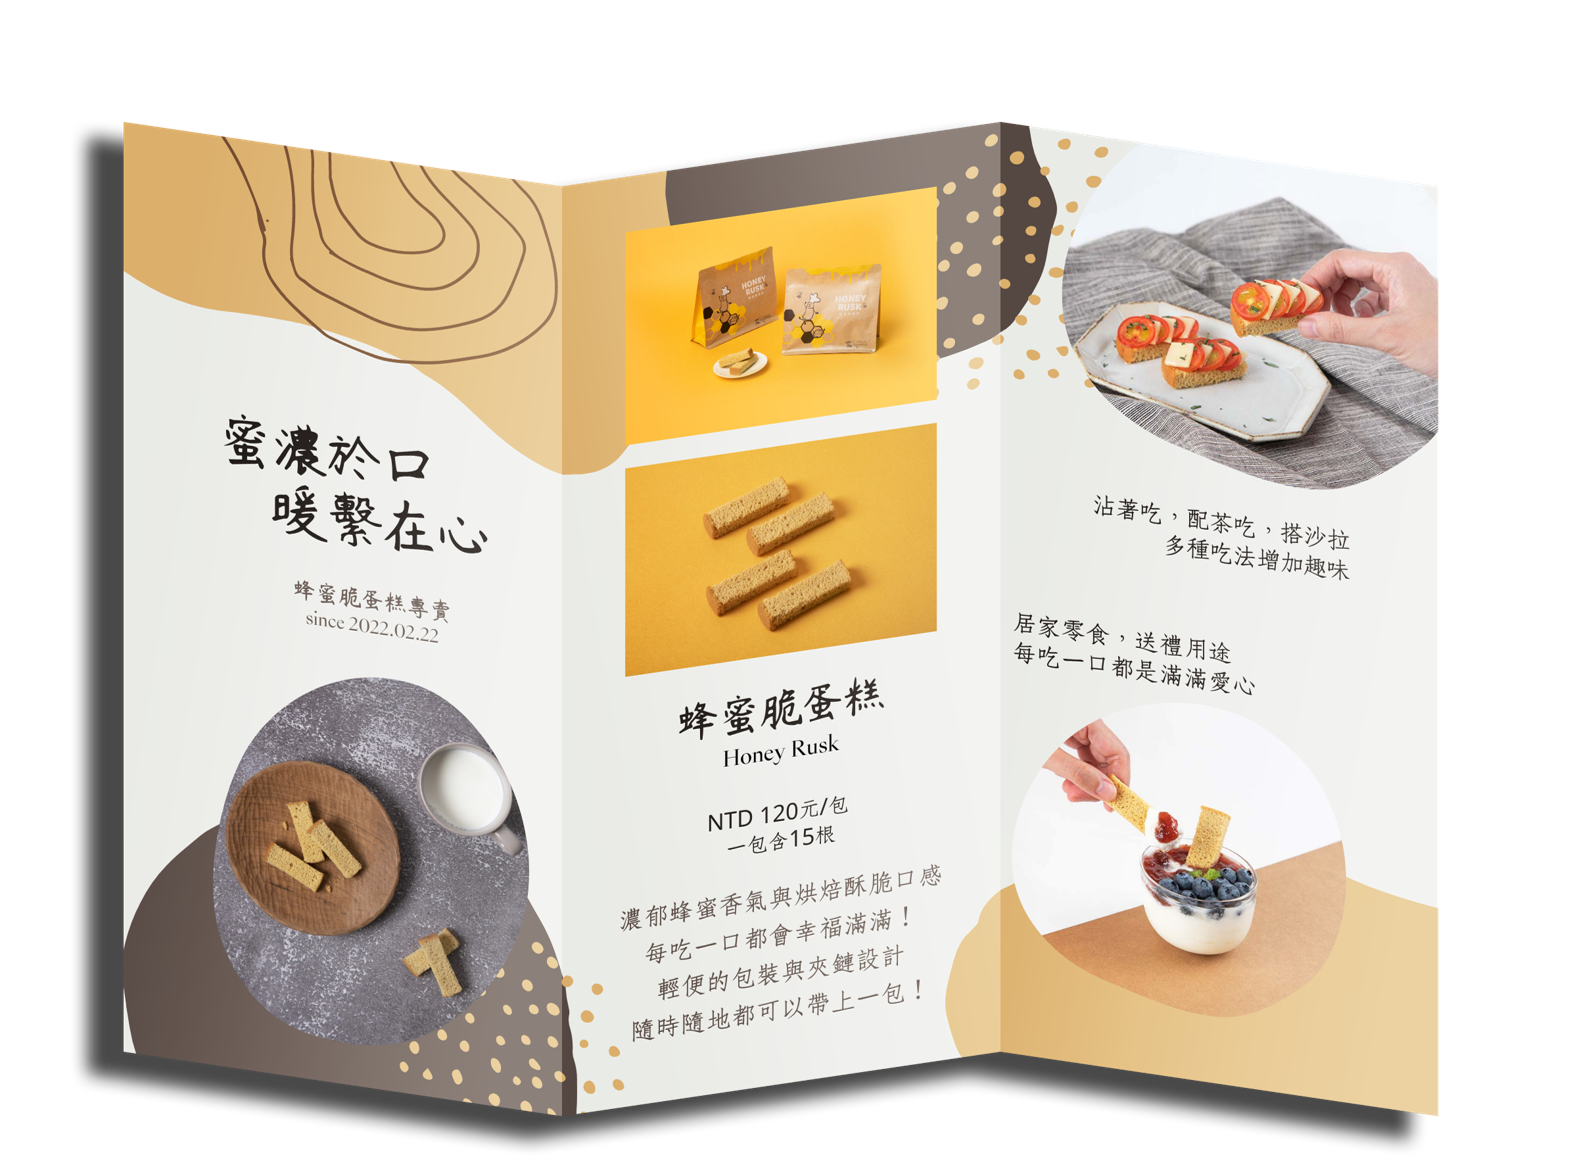 蜜濃於口
暖繫在心
蜂蜜脆蛋糕專賣
since 2022.02.22
HONEY
RUSK
HONEY
RUSK
蜂蜜脆蛋糕
Honey Rusk
NTD 120元/包
一包含15根
濃郁蜂蜜香氣與烘焙酥脆口感
每吃一口都會幸福滿滿！
輕便的包裝與夾鏈設計
隨時隨地都可以帶上一包！
沾著吃，配茶吃，搭沙拉
多種吃法增加趣味
居家零食，送禮用途
每吃一口都是滿滿愛心